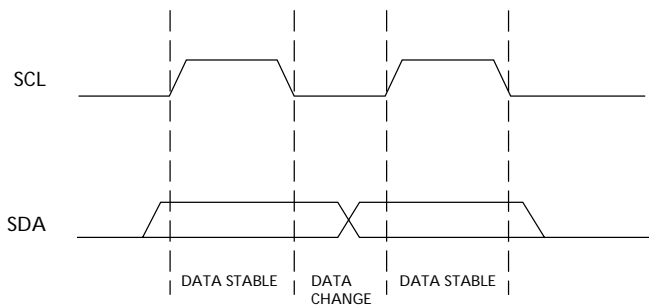 SCL
SDA
DATA STABLE
DATA
CHANGE
DATA STABLE